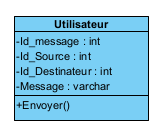 Utilisateur
-Id_message : int
-Id_Source : int
-Id_Destinateur : int
-Message : varchar
+Envoyer()